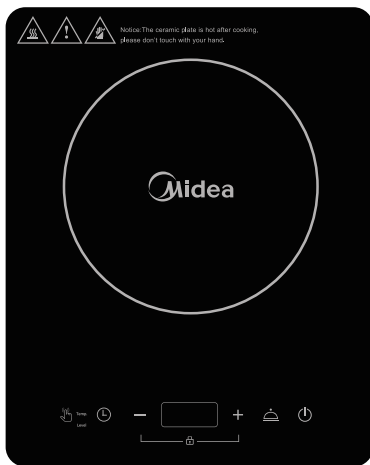 Notice:The ceramic plate is hot after cooking,
please don't touch with your hand.
Midea
Temp.
Level